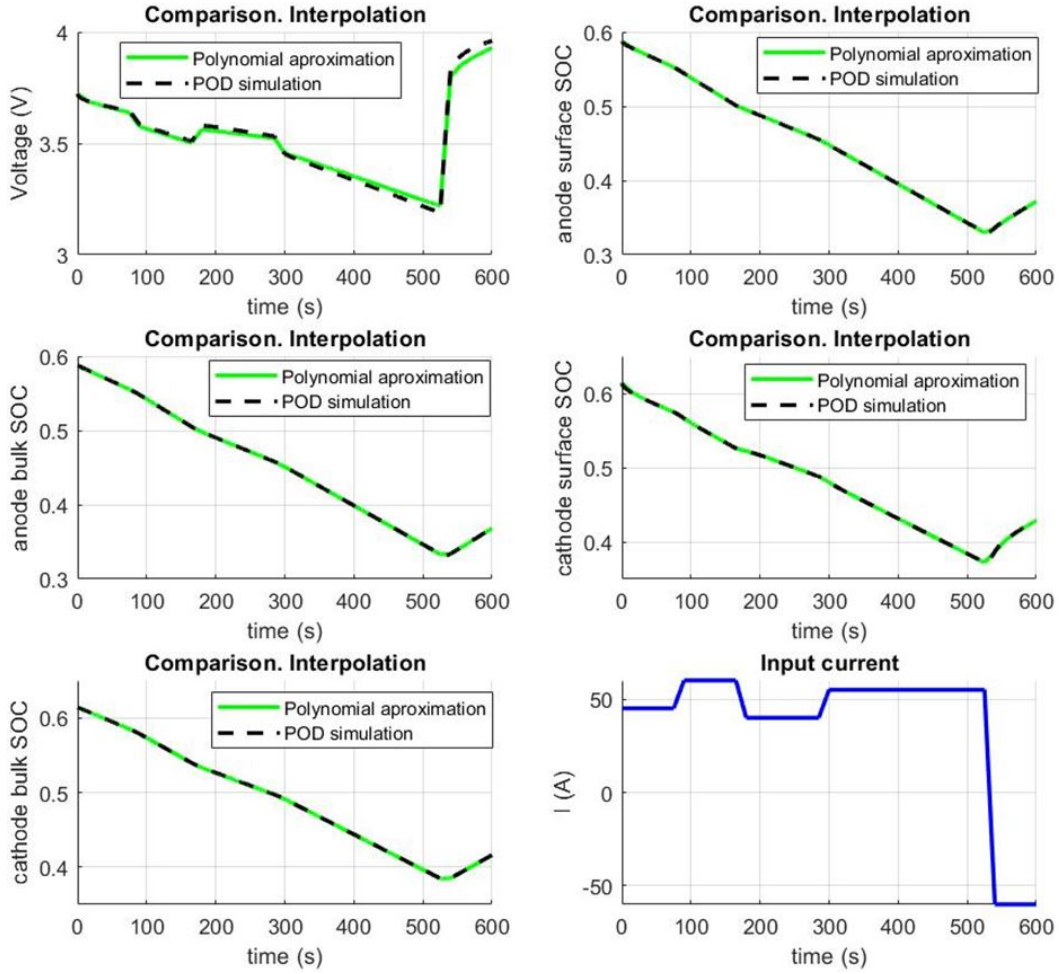 Comparison. Interpolation
Voltage (V)
4
3.5
3
Polynomial aproximation
POD simulation
0 100 200 300 400 500 600
time (s)
Comparison. Interpolation
anode surface SOC
0.6
0.5
0.4
0.3
Polynomial aproximation
POD simulation
0 100 200 300 400 500 600
time (s)
Comparison. Interpolation
anode bulk SOC
0.6
0.5
0.4
0.3
Polynomial aproximation
POD simulation
0 100 200 300 400 500 600
time (s)
Comparison. Interpolation
cathode surface SOC
0.6
0.5
0.4
Polynomial aproximation
POD simulation
0 100 200 300 400 500 600
time (s)
Comparison. Interpolation
cathode bulk SOC
0.6
0.5
0.4
Polynomial aproximation
POD simulation
0 100 200 300 400 500 600
time (s)
Input current
I (A)
50
0
-50
0 100 200 300 400 500 600
time (s)